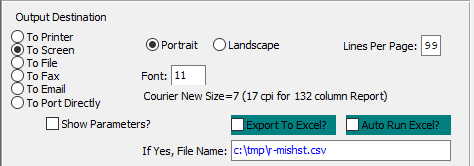 Output Destination
To Printer
To Screen
To File
To Fax
To Email
To Port Directly
Portrait Landscape Lines Per Page: 99
Font: 11
Courier New Size=7 (17 cpi for 132 column Report)
Show Parameters? Export To Excel? Auto Run Excel?
If Yes, File Name: c:\tmp\r-mishst.csv